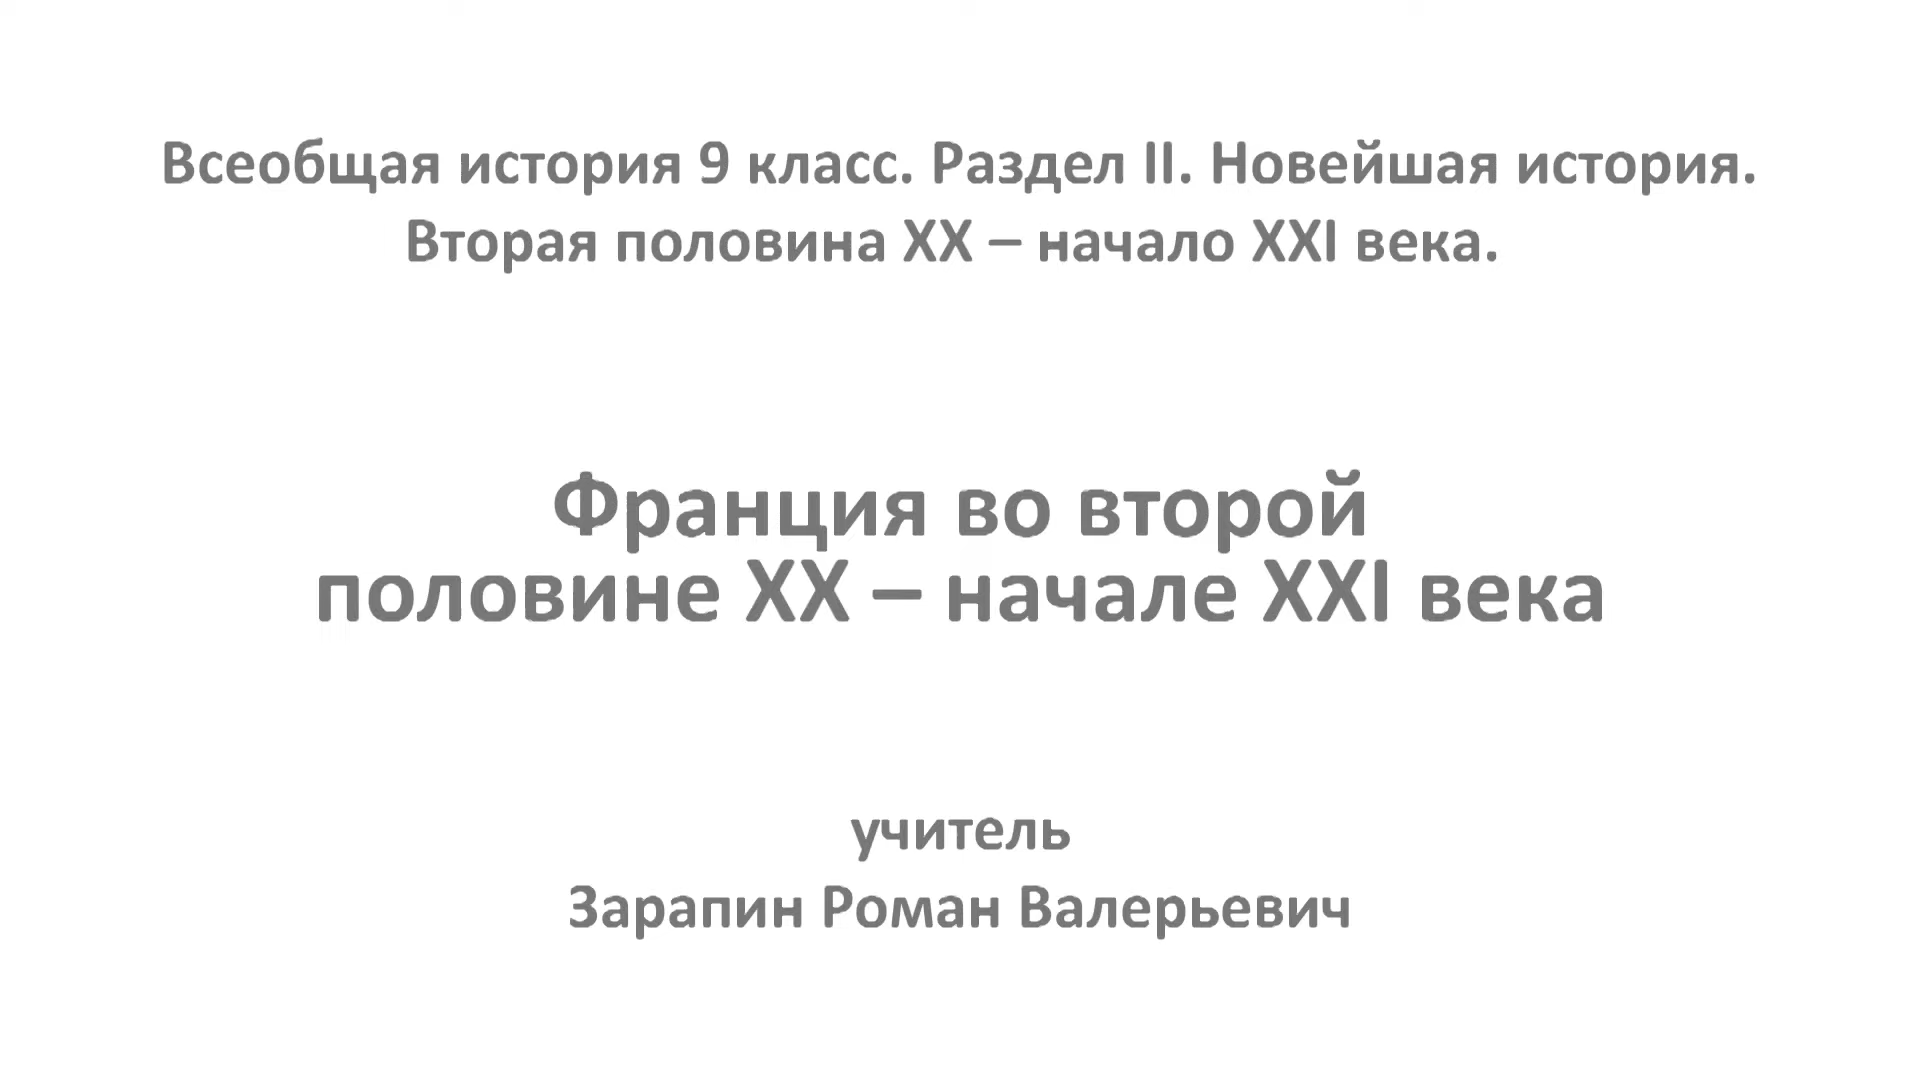 Всеобщая история 9 класс. Раздел II. Новейшая история.
Вторая половина XX – начало XXI века.
Франция во второй
половине XX – начале XXI века
учитель
Зарапин Роман Валерьевич